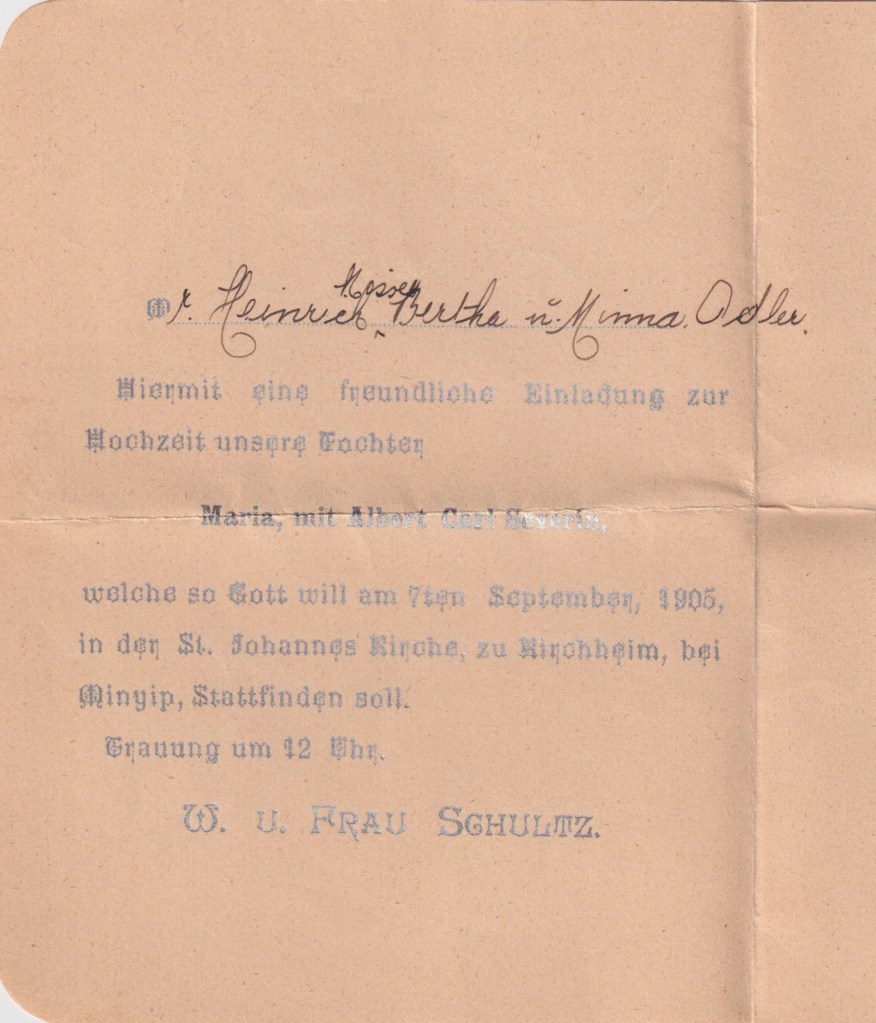 Mosser
Mr. Heinrich ‸ Bertha u. Minna. Adler.
Hiermit eine freundliche Einladung zur
Hochzeit unsere Tochter
Maria, mit Albert Carl Severin,
welche so Gott will am 7ten September, 1905,
in der St. Johannes Kirche, zu Kirchheim, bei
Minyip, Stattfinden soll.
Trauung um 12 Uhr.
W. u. Frau Schultz.